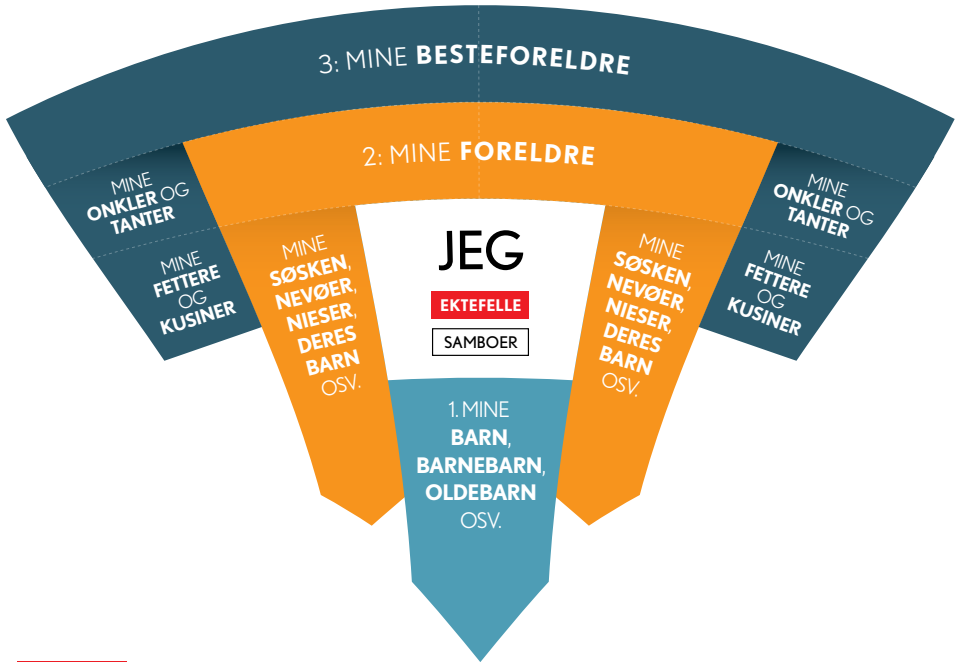 3: MINE BESTEFORELDRE
2: MINE FORELDRE
MINE
ONKLER OG
TANTER
MINE
FETTERE
OG
KUSINER
MINE
SØSKEN,
NEVØER,
NIESER,
DERES
BARN
OSV.
JEG
EKTEFELLE
SAMBOER
1. MINE
BARN,
BARNEBARN,
OLDEBARN
OSV.
MINE
SØSKEN,
NEVØER,
NIESER,
DERES
BARN
OSV.
MINE
ONKLER OG
TANTER
MINE
FETTERE
OG
KUSINER